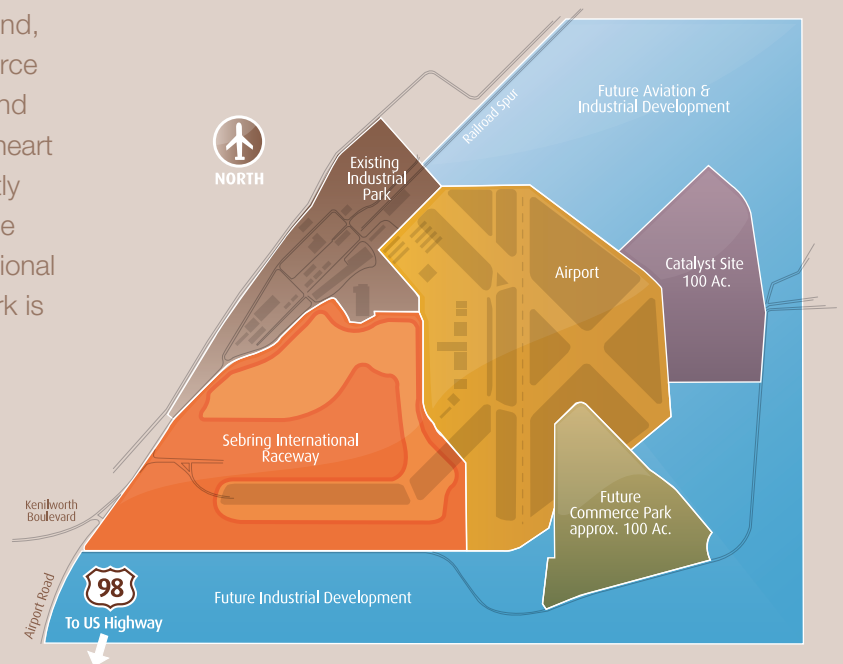 nd,
rce
nd
heart
tly
e
ional
rk is
NORTH
Existing
Industrial
Park
Railroad Spur
Future Aviation &
Industrial Development
Airport
Catalyst Site
100 Ac.
Sebring International
Raceway
Future
Commerce Park
approx. 100 Ac.
Kenilworth
Boulevard
Airport Road
98
To US Highway
Future Industrial Development